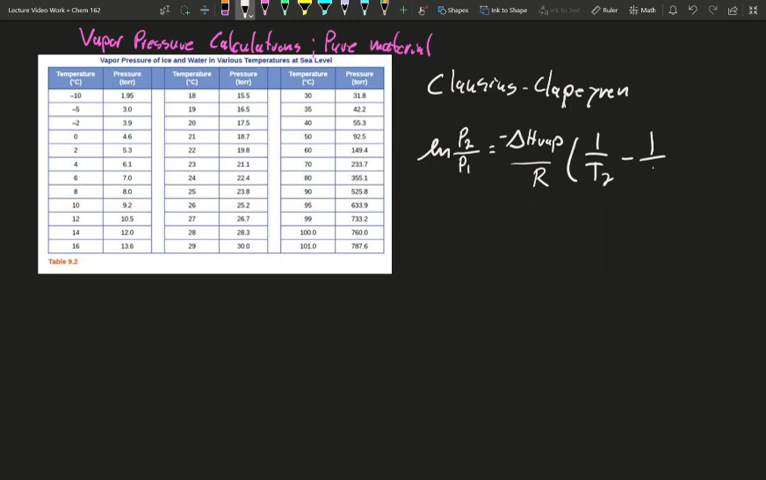 Lecture Video Work » Chem 162
Shapes Ink to Shape Ink to Text Ruler Math
Vapor Pressure Calculations : Pure material
Vapor Pressure of Ice and Water in Various Temperatures at Sea Level
Temperature (°C) Pressure (torr) Temperature (°C) Pressure (torr) Temperature (°C) Pressure (torr)
−10 1.95 18 15.5 30 31.8
−5 3.0 19 16.5 35 42.2
−2 3.9 20 17.5 40 55.3
0 4.6 21 18.7 50 92.5
2 5.3 22 19.8 60 149.4
4 6.1 23 21.1 70 233.7
6 7.0 24 22.4 80 355.1
8 8.0 25 23.8 90 525.8
10 9.2 26 25.2 95 633.9
12 10.5 27 26.7 99 733.2
14 12.0 28 28.3 100.0 760.0
16 13.6 29 30.0 101.0 787.6
Table 9.2
Clausius - Clapeyren
ln P2/P1 = -ΔHvap/R (1/T2 - 1/